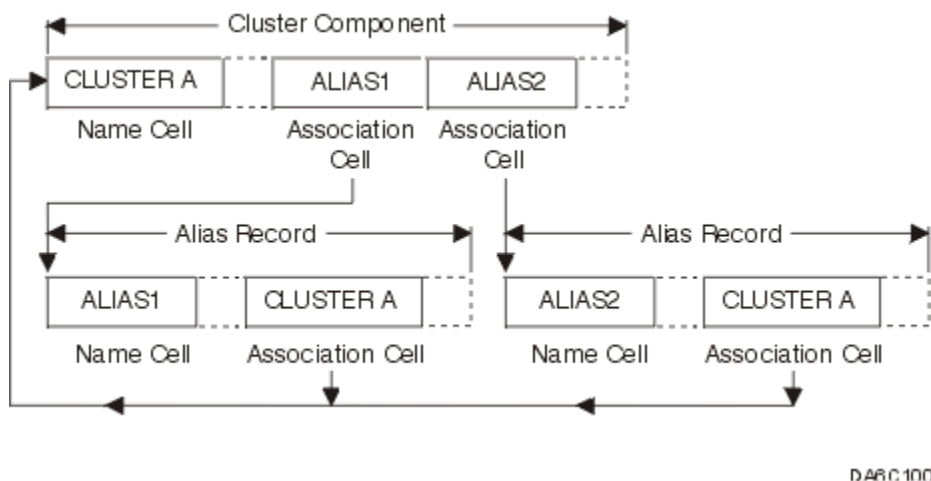 Cluster Component
CLUSTER A
ALIAS1
ALIAS2
Name Cell
Association
Cell
Association
Cell
Alias Record
Alias Record
ALIAS1
CLUSTER A
ALIAS2
CLUSTER A
Name Cell
Association Cell
Name Cell
Association Cell
DA6C100